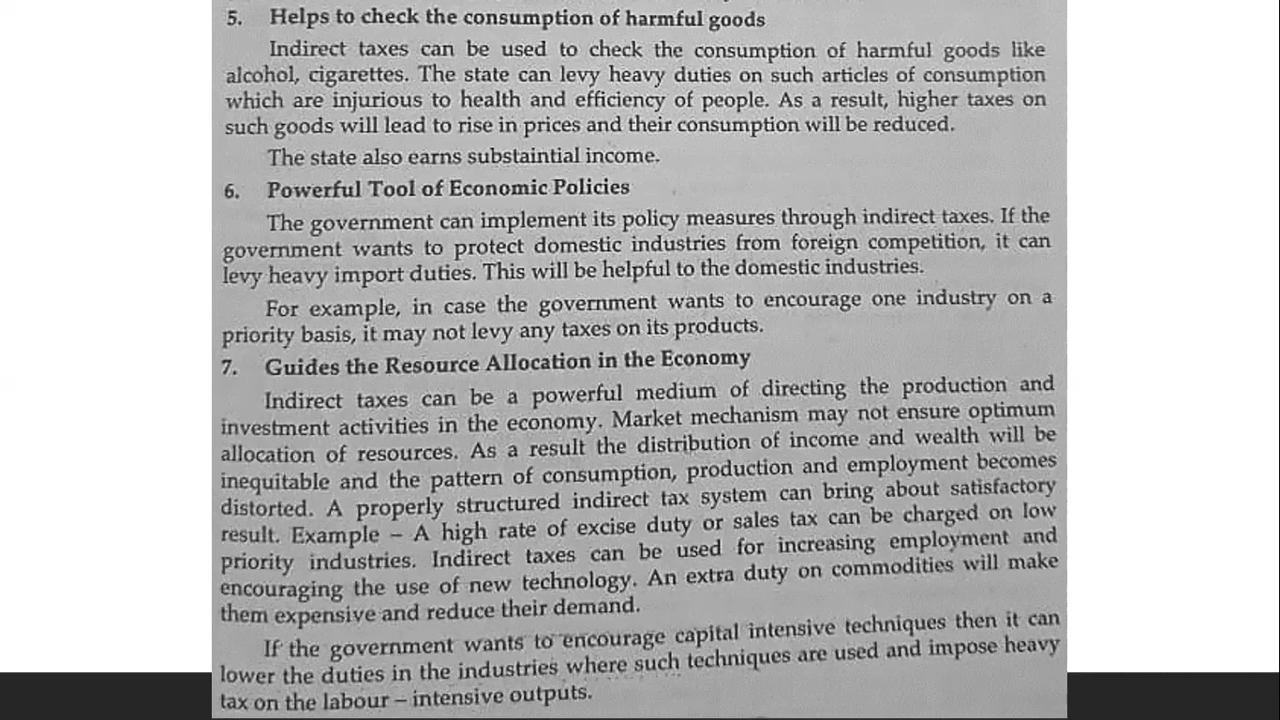 5. Helps to check the consumption of harmful goods
Indirect taxes can be used to check the consumption of harmful goods like
alcohol, cigarettes. The state can levy heavy duties on such articles of consumption
which are injurious to health and efficiency of people. As a result, higher taxes on
such goods will lead to rise in prices and their consumption will be reduced.
The state also earns substaintial income.
6. Powerful Tool of Economic Policies
The government can implement its policy measures through indirect taxes. If the
government wants to protect domestic industries from foreign competition, it can
levy heavy import duties. This will be helpful to the domestic industries.
For example, in case the government wants to encourage one industry on a
priority basis, it may not levy any taxes on its products.
7. Guides the Resource Allocation in the Economy
Indirect taxes can be a powerful medium of directing the production and
investment activities in the economy. Market mechanism may not ensure optimum
allocation of resources. As a result the distribution of income and wealth will be
inequitable and the pattern of consumption, production and employment becomes
distorted. A properly structured indirect tax system can bring about satisfactory
result. Example – A high rate of excise duty or sales tax can be charged on low
priority industries. Indirect taxes can be used for increasing employment and
encouraging the use of new technology. An extra duty on commodities will make
them expensive and reduce their demand.
If the government wants to encourage capital intensive techniques then it can
lower the duties in the industries where such techniques are used and impose heavy
tax on the labour – intensive outputs.